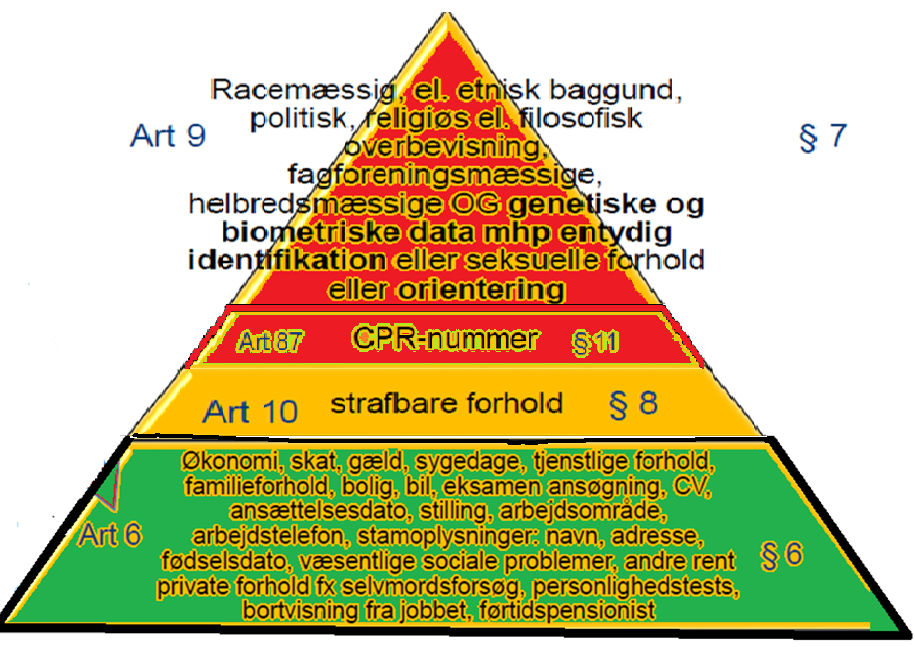 Racemæssig, el. etnisk baggund,
politisk, religiøs el. filosofisk
Art 9
§ 7
overbevisning,
fagforeningsmæssige,
helbredsmæssige OG genetiske og
biometriske data mhp entydig
identifikation eller seksuelle forhold
eller orientering
Art 87 CPR-nummer § 11
Art 10 strafbare forhold § 8
Økonomi, skat, gæld, sygedage, tjenstlige forhold,
familieforhold, bolig, bil, eksamen ansøgning, CV,
ansættelsesdato, stilling, arbejdsområde,
Art 6
arbejdstelefon, stamoplysninger: navn, adresse,
fødselsdato, væsentlige sociale problemer, andre rent
§ 6
private forhold fx selvmordsforsøg, personlighedstests,
bortvisning fra jobbet, førtidspensionist